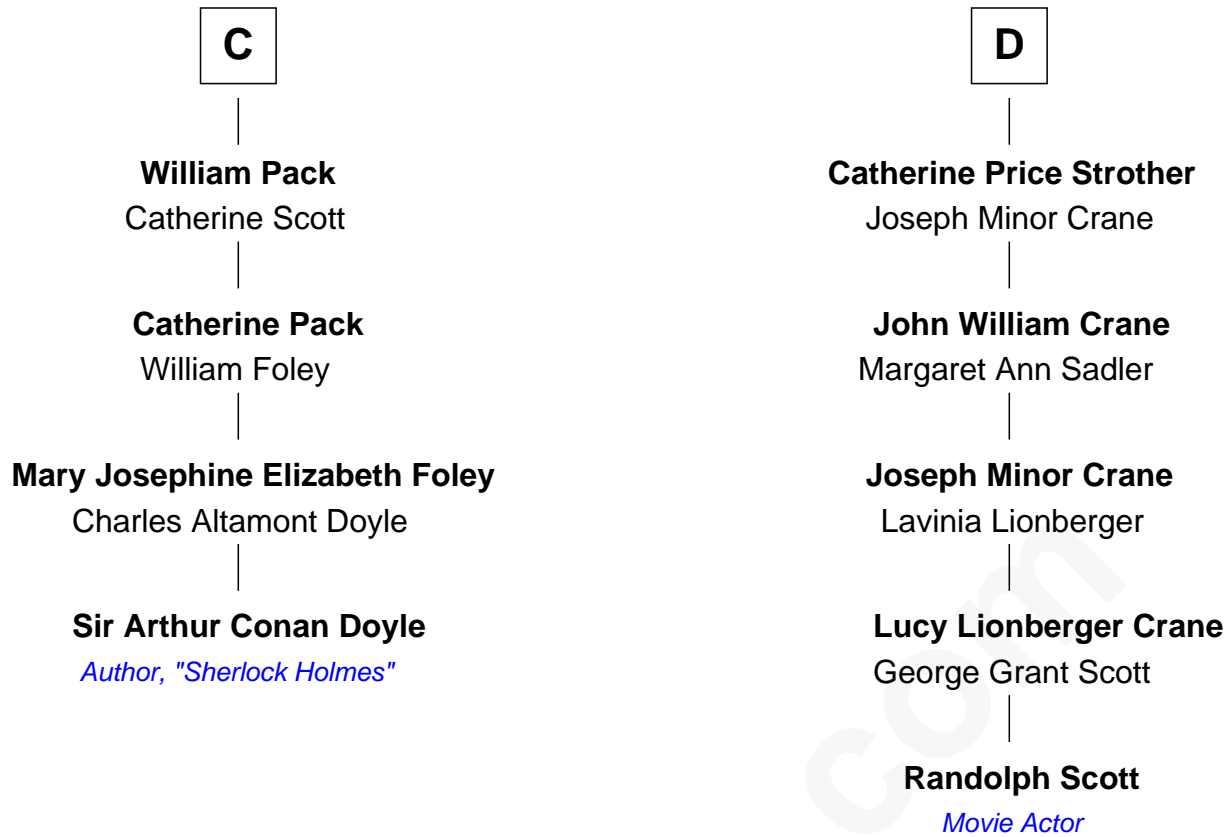 C
William Pack
Catherine Scott
Catherine Pack
William Foley
Mary Josephine Elizabeth Foley
Charles Altamont Doyle
Sir Arthur Conan Doyle
Author, "Sherlock Holmes"
D
Catherine Price Strother
Joseph Minor Crane
John William Crane
Margaret Ann Sadler
Joseph Minor Crane
Lavinia Lionberger
Lucy Lionberger Crane
George Grant Scott
Randolph Scott
Movie Actor
com